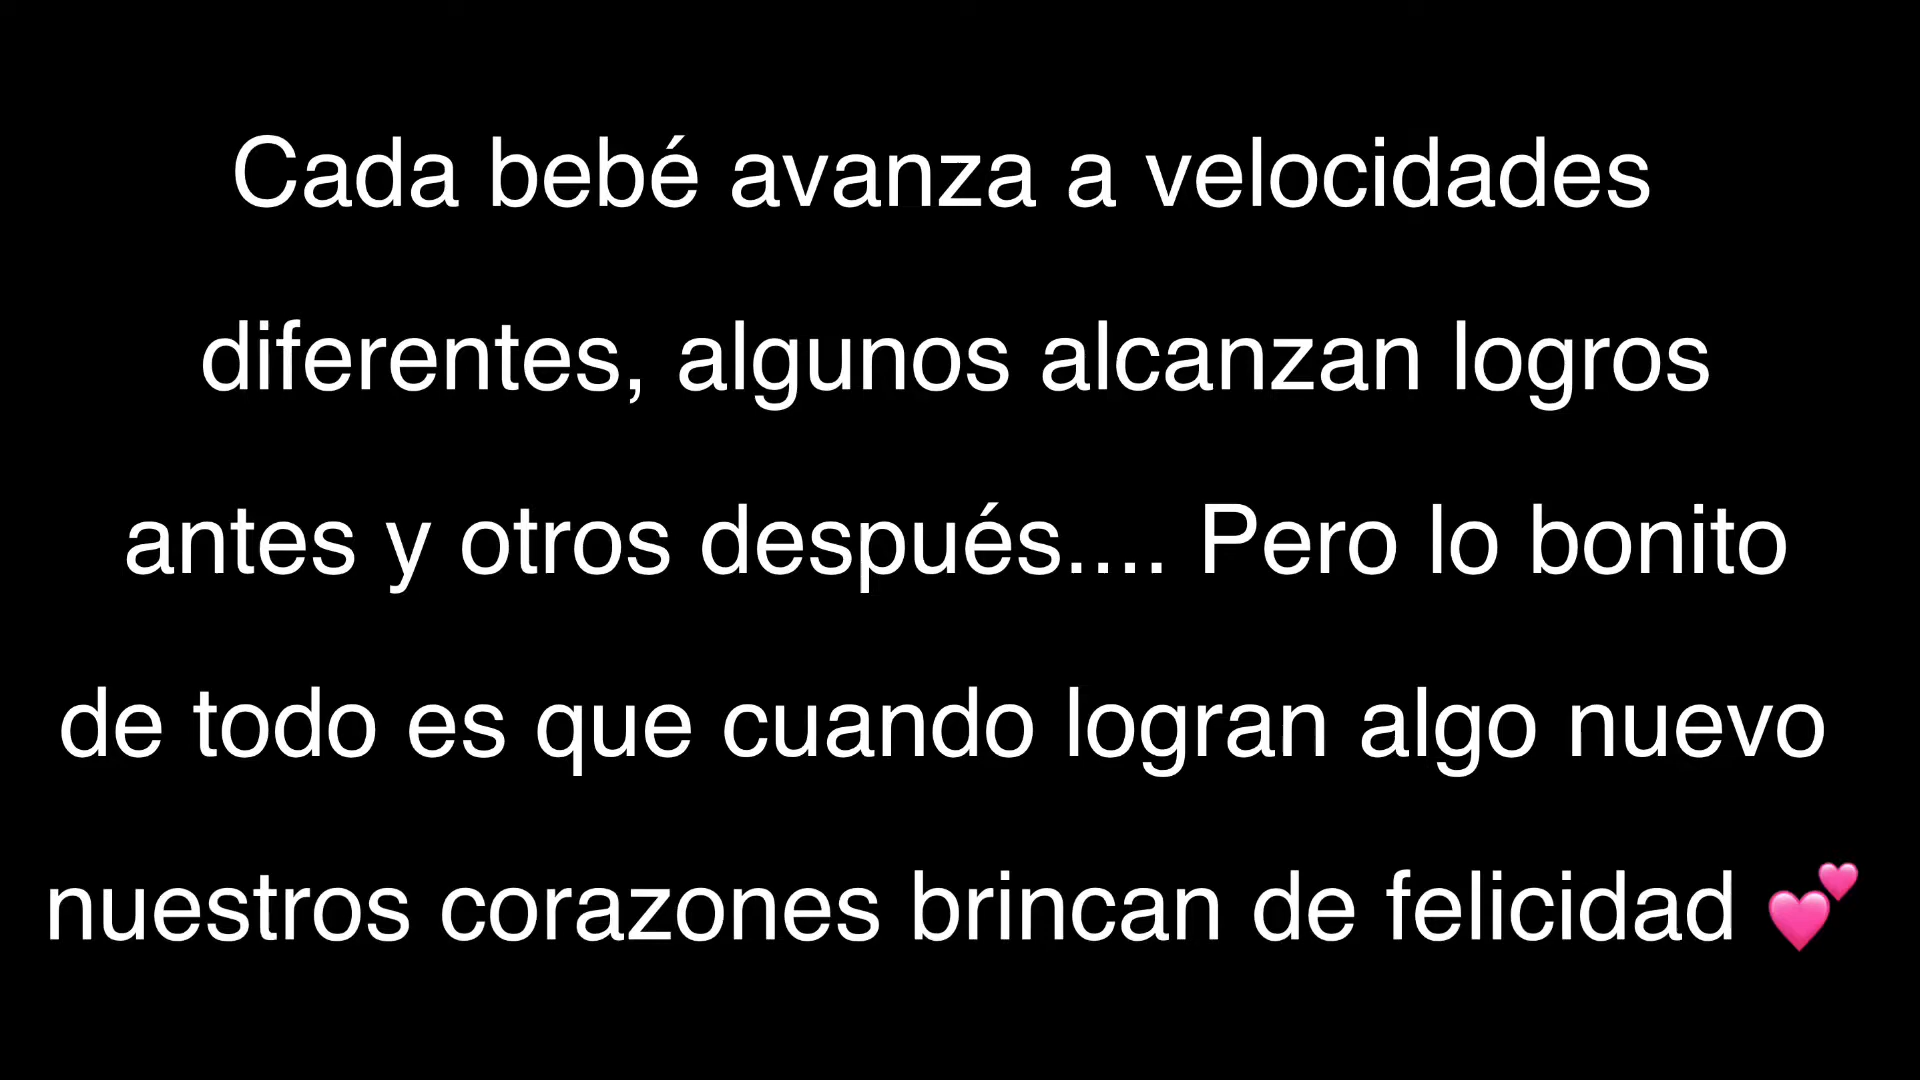 Cada bebé avanza a velocidades
diferentes, algunos alcanzan logros
antes y otros después.... Pero lo bonito
de todo es que cuando logran algo nuevo
nuestros corazones brincan de felicidad 💕